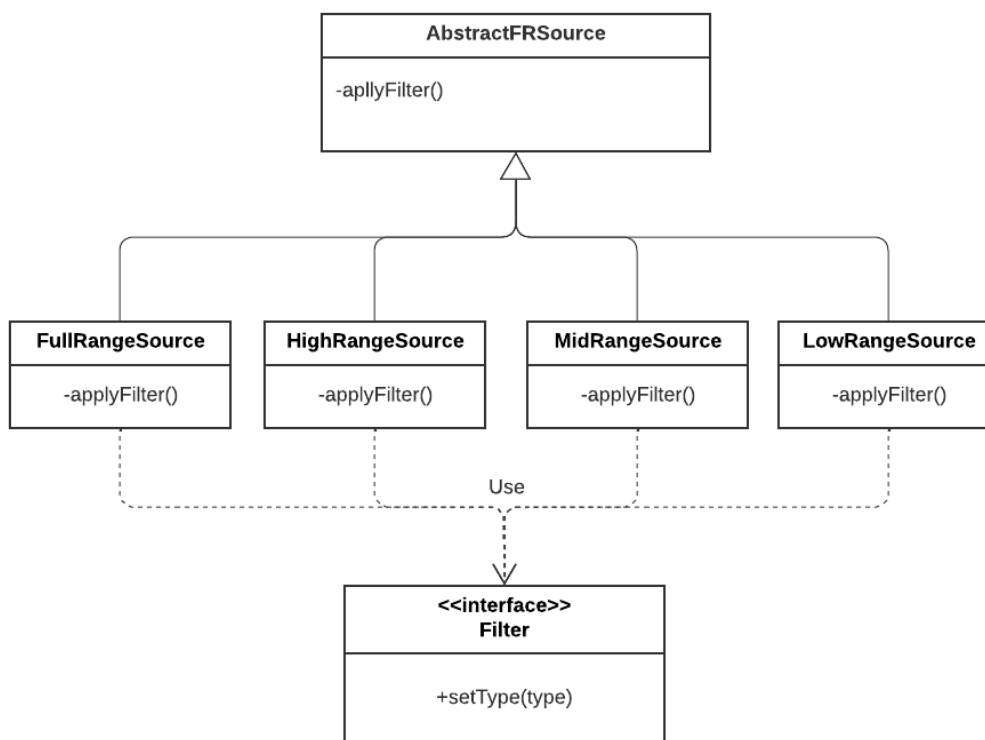 AbstractFRSource
-apllyFilter()
FullRangeSource
HighRangeSource
MidRangeSource
LowRangeSource
-applyFilter()
-applyFilter()
-applyFilter()
-applyFilter()
Use
<<interface>>
Filter
+setType(type)